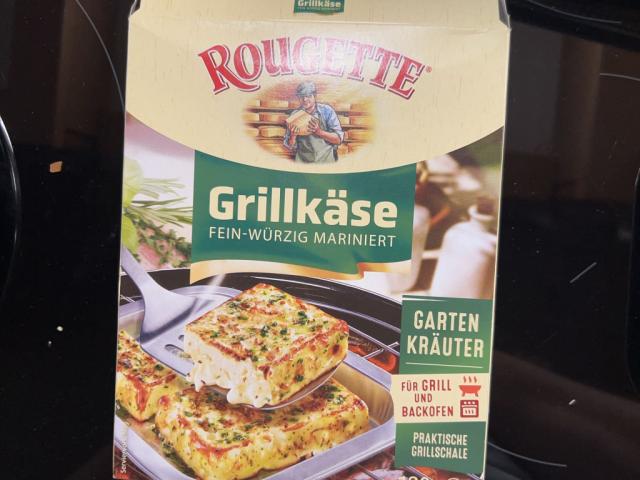 Grillkäse
ROUGETTE®
Grillkäse
FEIN-WÜRZIG MARINIERT
GARTEN
KRÄUTER
FÜR GRILL
UND
BACKOFEN
PRAKTISCHE
GRILLSCHALE